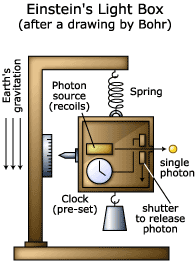 Einstein's Light Box
(after a drawing by Bohr)
Earth's
gravitation
Photon
source
(recoils)
Spring
single
photon
Clock
(pre-set)
shutter
to release
photon